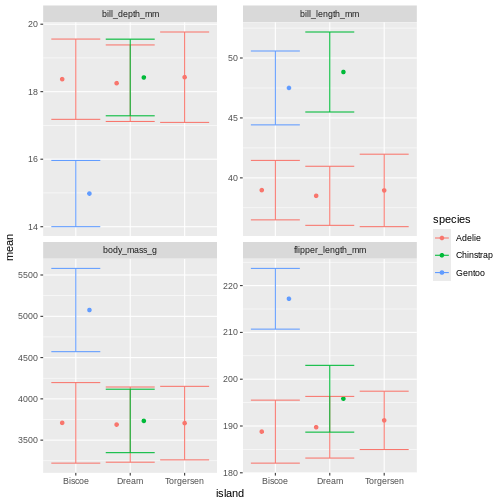 bill_depth_mm
bill_length_mm
20
18
16
14
50
45
40
body_mass_g
flipper_length_mm
5500
5000
4500
4000
3500
220
210
200
190
180
Biscoe
Dream
Torgersen
Biscoe
Dream
Torgersen
island
mean
species
Adelie
Chinstrap
Gentoo